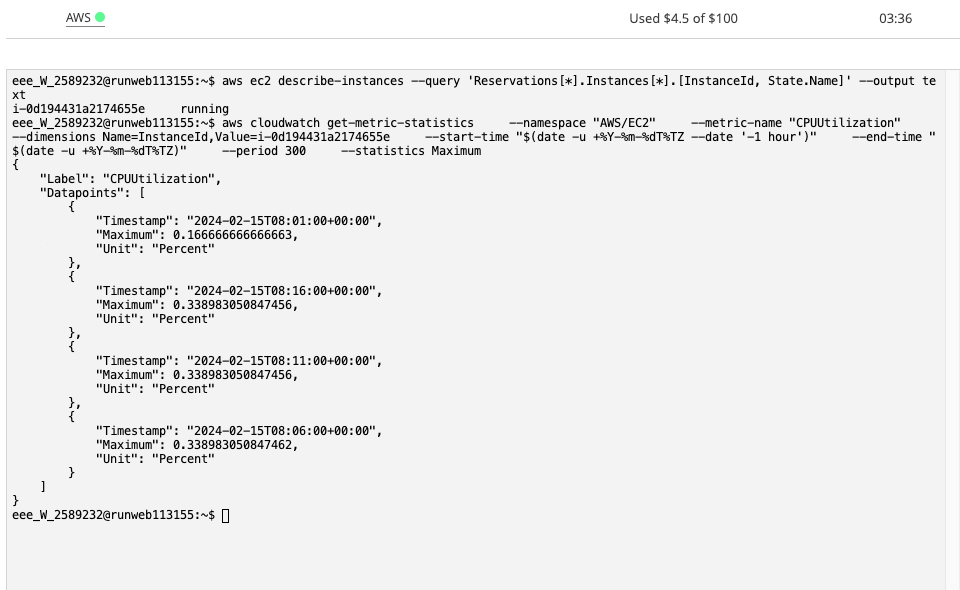 AWS
Used $4.5 of $100
03:36
eee_W_2589232@runweb113155:~$ aws ec2 describe-instances --query 'Reservations[*].Instances[*].[InstanceId, State.Name]' --output te
xt
i-0d194431a2174655e     running
eee_W_2589232@runweb113155:~$ aws cloudwatch get-metric-statistics     --namespace "AWS/EC2"     --metric-name "CPUUtilization"
--dimensions Name=InstanceId,Value=i-0d194431a2174655e     --start-time "$(date -u +%Y-%m-%dT%TZ --date '-1 hour')"     --end-time "
$(date -u +%Y-%m-%dT%TZ)"     --period 300     --statistics Maximum
{
    "Label": "CPUUtilization",
    "Datapoints": [
        {
            "Timestamp": "2024-02-15T08:01:00+00:00",
            "Maximum": 0.166666666666663,
            "Unit": "Percent"
        },
        {
            "Timestamp": "2024-02-15T08:16:00+00:00",
            "Maximum": 0.338983050847456,
            "Unit": "Percent"
        },
        {
            "Timestamp": "2024-02-15T08:11:00+00:00",
            "Maximum": 0.338983050847456,
            "Unit": "Percent"
        },
        {
            "Timestamp": "2024-02-15T08:06:00+00:00",
            "Maximum": 0.338983050847462,
            "Unit": "Percent"
        }
    ]
}
eee_W_2589232@runweb113155:~$